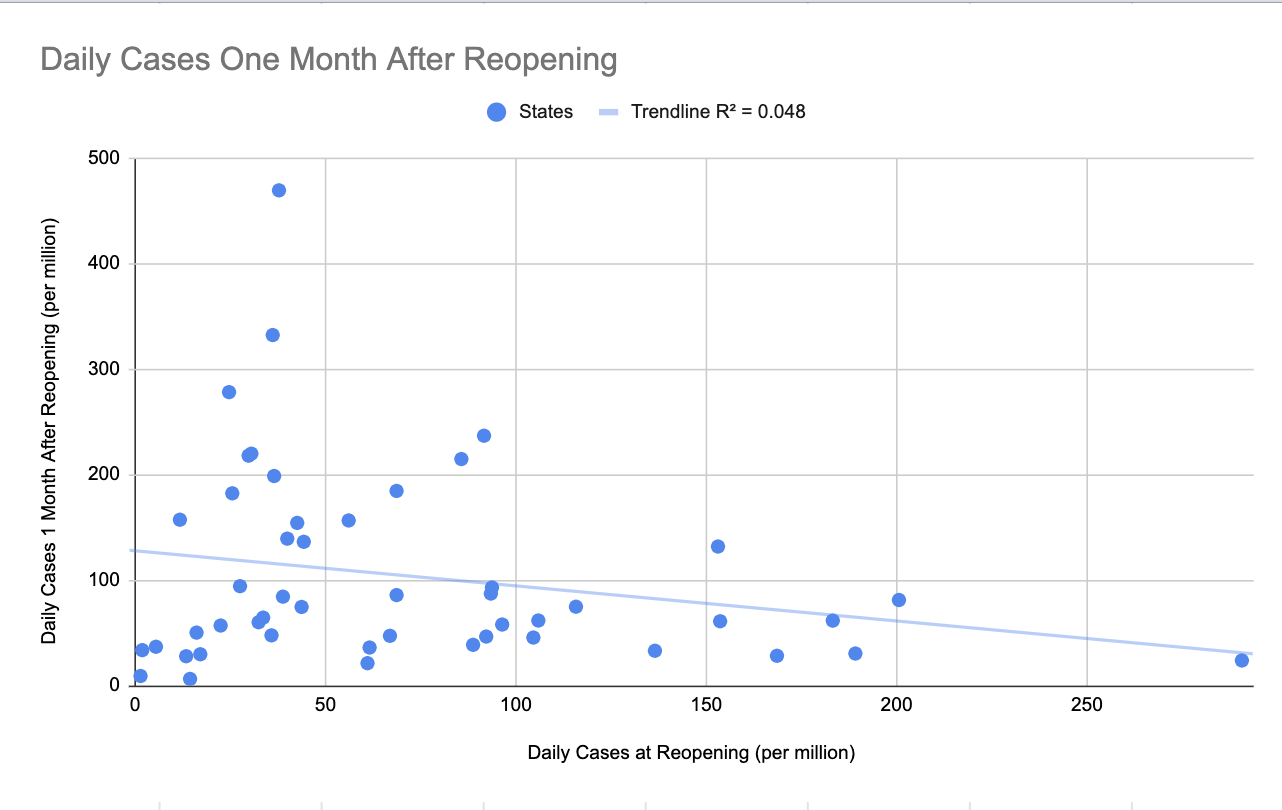 Daily Cases One Month After Reopening
States Trendline R² = 0.048
500
400
300
200
100
0
Daily Cases 1 Month After Reopening (per million)
0 50 100 150 200 250
Daily Cases at Reopening (per million)